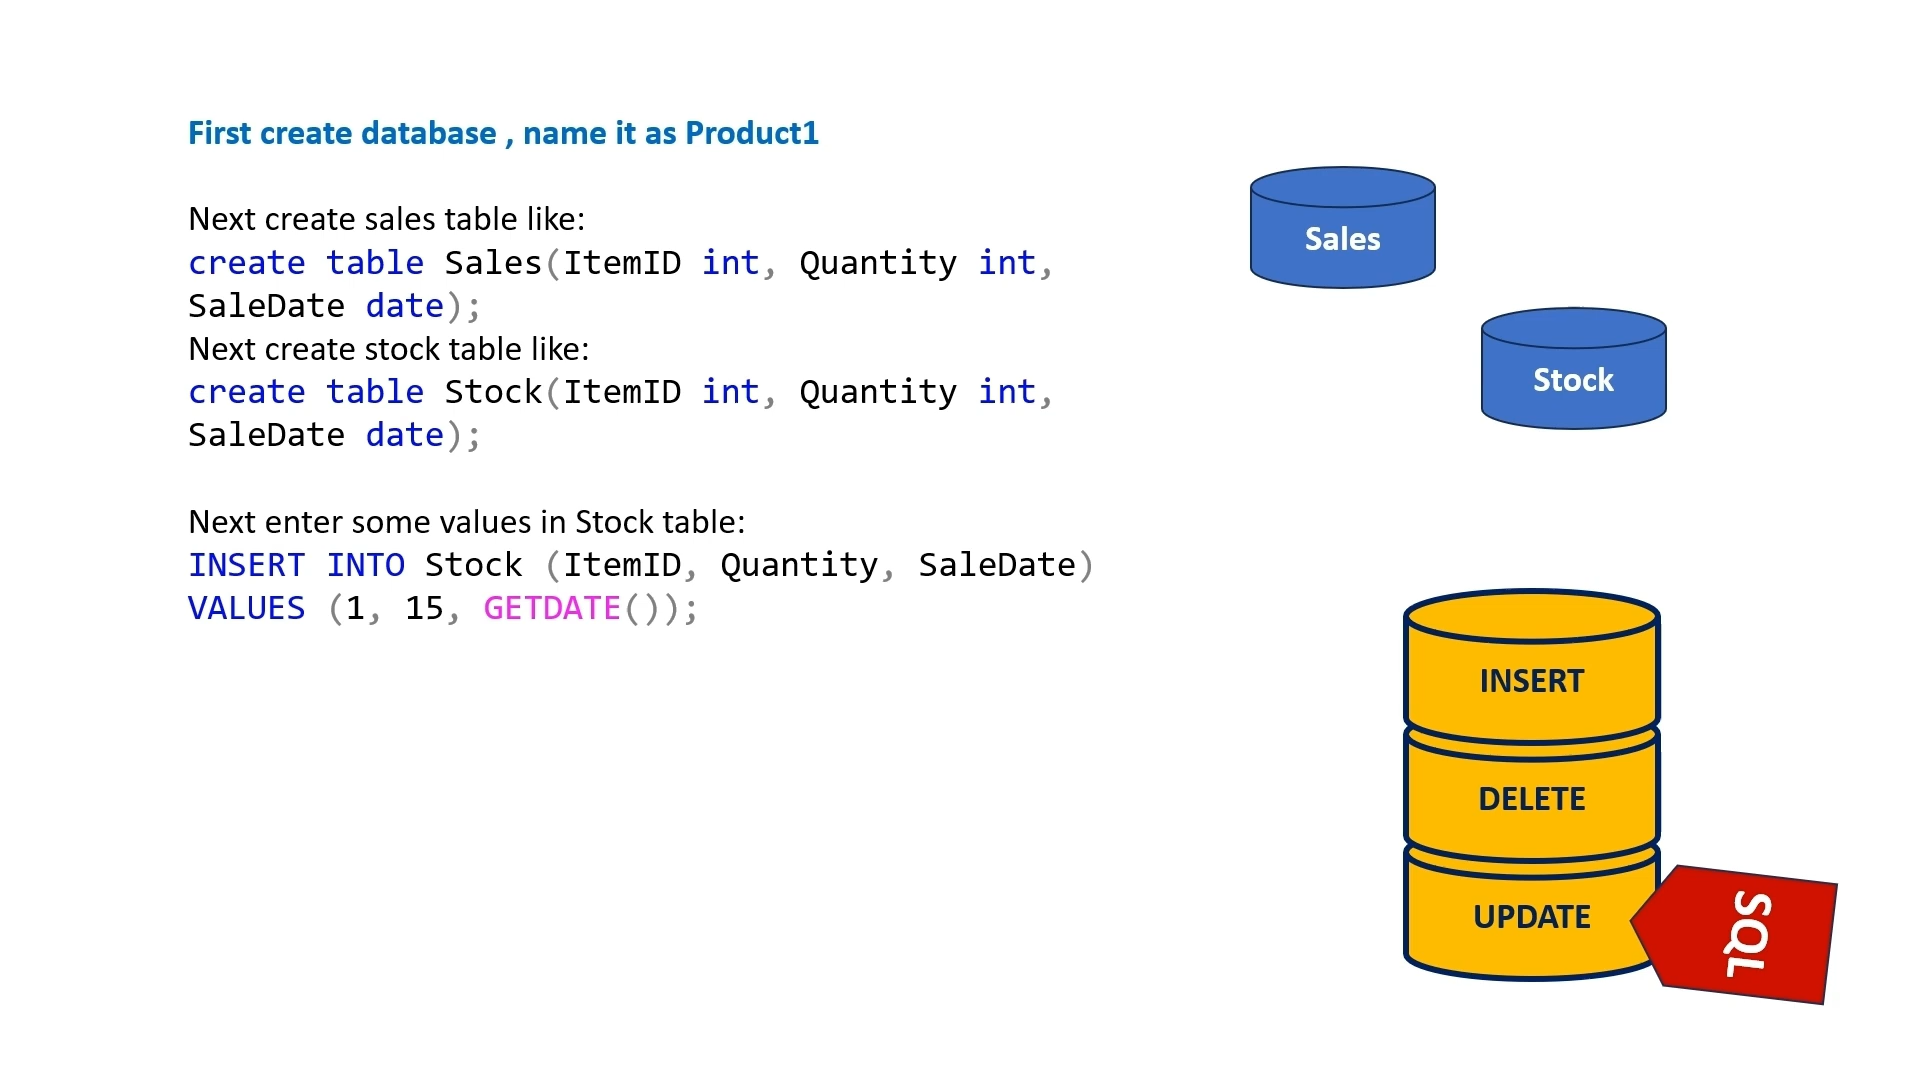 First create database , name it as Product1
Next create sales table like:
create table Sales(ItemID int, Quantity int,
SaleDate date);
Next create stock table like:
create table Stock(ItemID int, Quantity int,
SaleDate date);
Next enter some values in Stock table:
INSERT INTO Stock (ItemID, Quantity, SaleDate)
VALUES (1, 15, GETDATE());
Sales
Stock
INSERT
DELETE
UPDATE
SQL